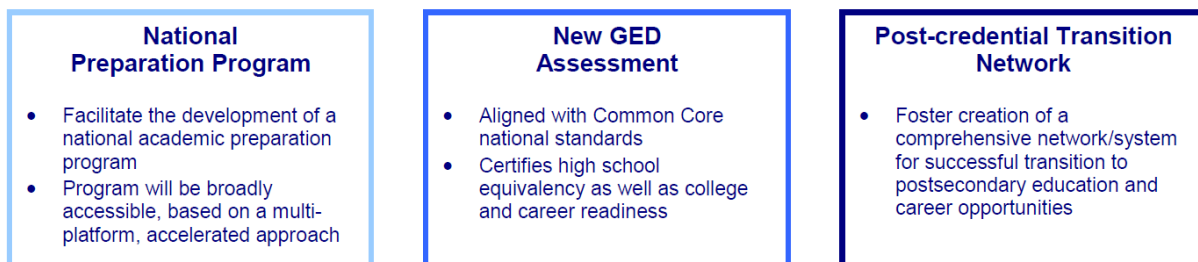 National
Preparation Program
• Facilitate the development of a
national academic preparation
program
• Program will be broadly
accessible, based on a multi-
platform, accelerated approach
New GED
Assessment
• Aligned with Common Core
national standards
• Certifies high school
equivalency as well as college
and career readiness
Post-credential Transition
Network
• Foster creation of a
comprehensive network/system
for successful transition to
postsecondary education and
career opportunities